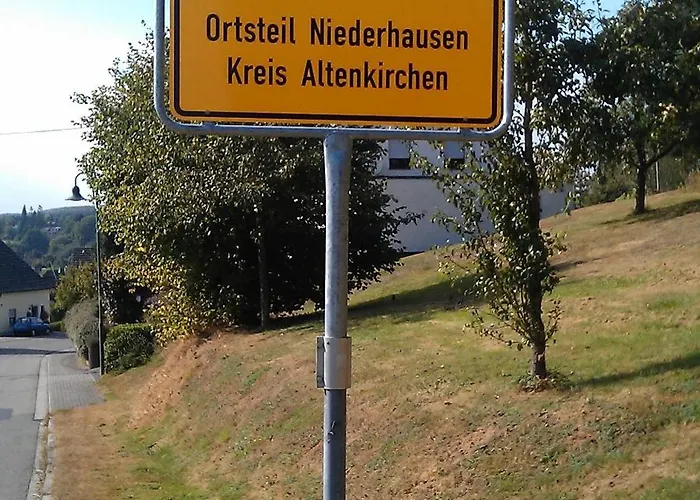 Ortsteil Niederhausen
Kreis Altenkirchen